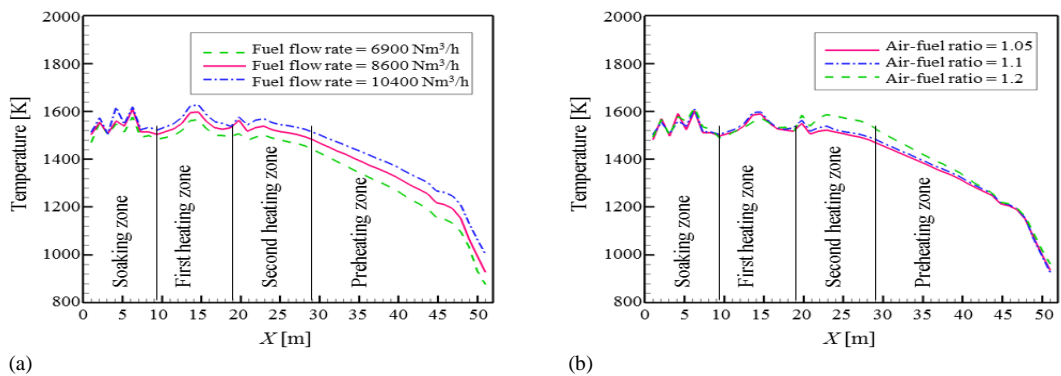 2000
1800
1600
1400
1200
1000
800
Temperature [K]
Fuel flow rate = 6900 Nm³/h
Fuel flow rate = 8600 Nm³/h
Fuel flow rate = 10400 Nm³/h
Soaking zone
First heating zone
Second heating zone
Preheating zone
0 5 10 15 20 25 30 35 40 45 50
X [m]
(a)
2000
1800
1600
1400
1200
1000
800
Temperature [K]
Air-fuel ratio = 1.05
Air-fuel ratio = 1.1
Air-fuel ratio = 1.2
Soaking zone
First heating zone
Second heating zone
Preheating zone
0 5 10 15 20 25 30 35 40 45 50
X [m]
(b)